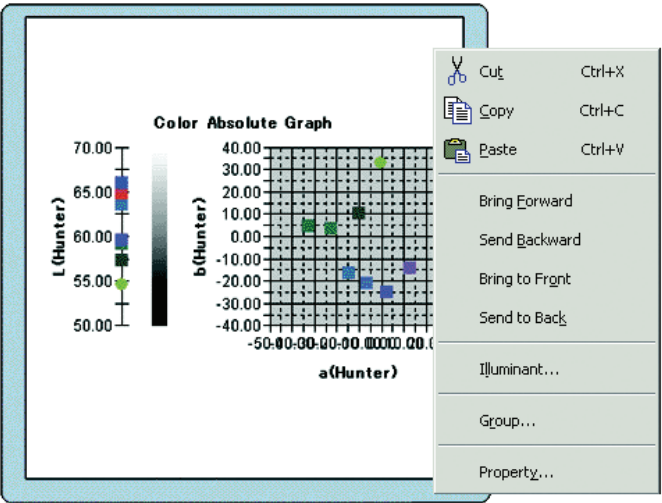 Color Absolute Graph
70.00
65.00
60.00
55.00
50.00
L(Hunter)
40.00
30.00
20.00
10.00
0.00
-10.00
-20.00
-30.00
-40.00
b(Hunter)
a(Hunter)
Cut Ctrl+X
Copy Ctrl+C
Paste Ctrl+V
Bring Forward
Send Backward
Bring to Front
Send to Back
Illuminant...
Group...
Property...